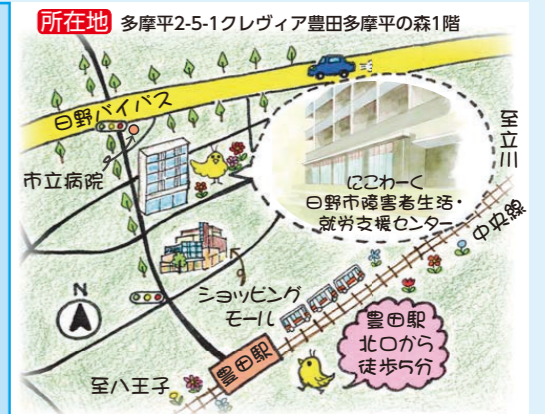 所在地 多摩平2-5-1クレヴィア豊田多摩平の森1階
日野バイパス
至立川
市立病院
にこわーく
日野市障害者生活・
就労支援センター
中央線
N
ショッピング
モール
豊田駅
北口から
徒歩5分
豊田駅
至八王子